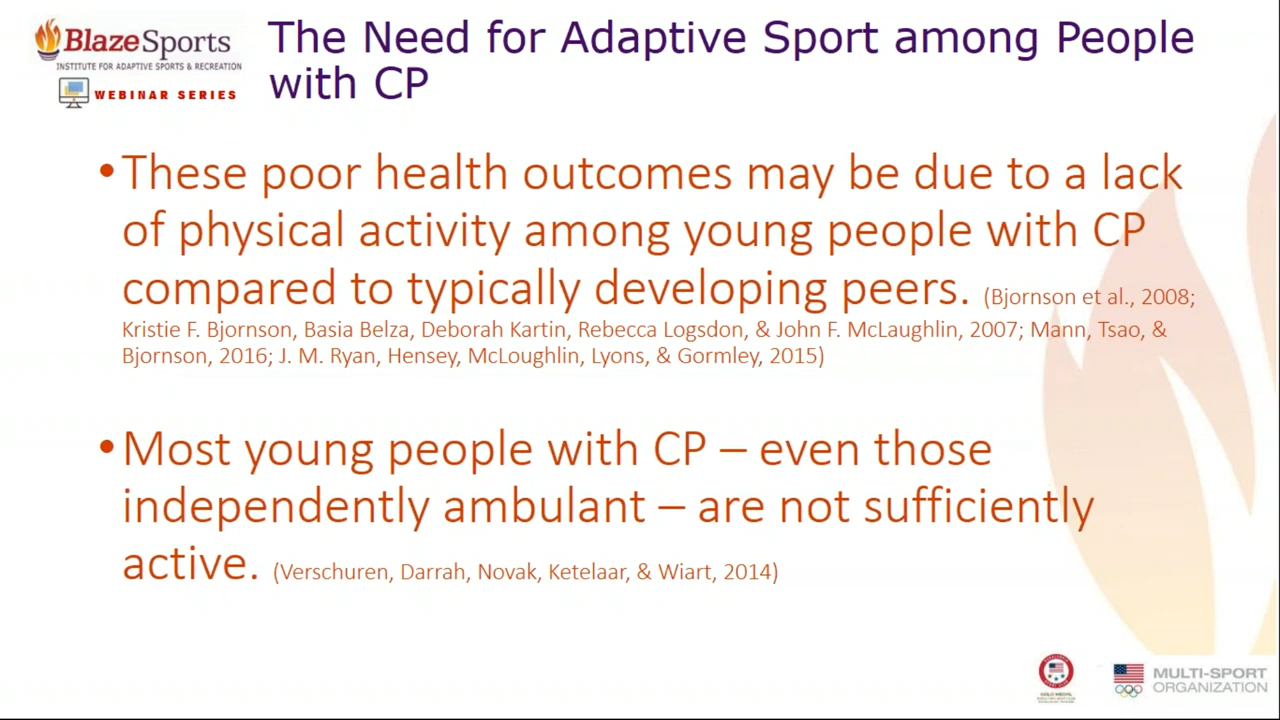 BlazeSports
INSTITUTE FOR ADAPTIVE SPORTS & RECREATION
WEBINAR SERIES
The Need for Adaptive Sport among People
with CP
•These poor health outcomes may be due to a lack
of physical activity among young people with CP
compared to typically developing peers. (Bjornson et al., 2008;
Kristie F. Bjornson, Basia Belza, Deborah Kartin, Rebecca Logsdon, & John F. McLaughlin, 2007; Mann, Tsao, &
Bjornson, 2016; J. M. Ryan, Hensey, McLoughlin, Lyons, & Gormley, 2015)
•Most young people with CP – even those
independently ambulant – are not sufficiently
active. (Verschuren, Darrah, Novak, Ketelaar, & Wiart, 2014)
GOLD MEDAL
MULTI-SPORT
ORGANIZATION